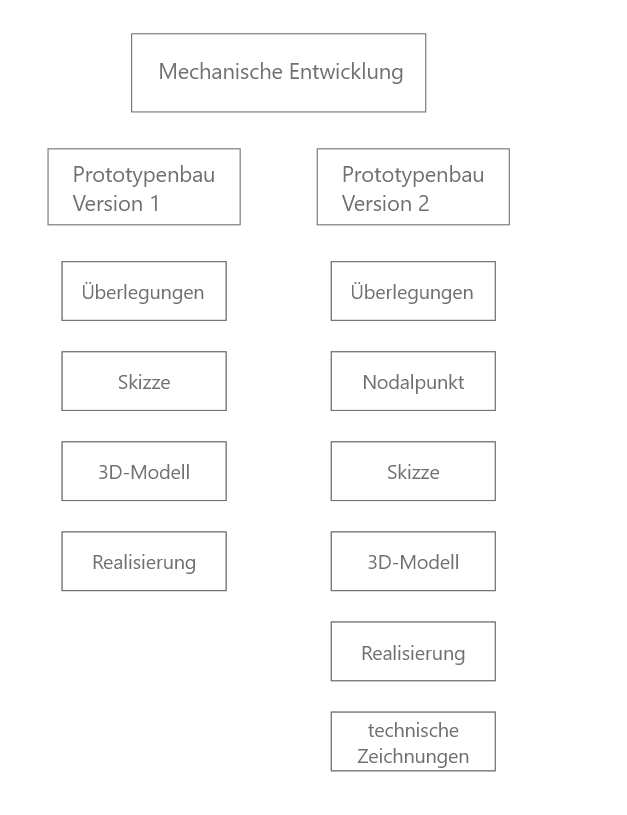 Mechanische Entwicklung
Prototypenbau
Version 1
Überlegungen
Skizze
3D-Modell
Realisierung
Prototypenbau
Version 2
Überlegungen
Nodalpunkt
Skizze
3D-Modell
Realisierung
technische
Zeichnungen